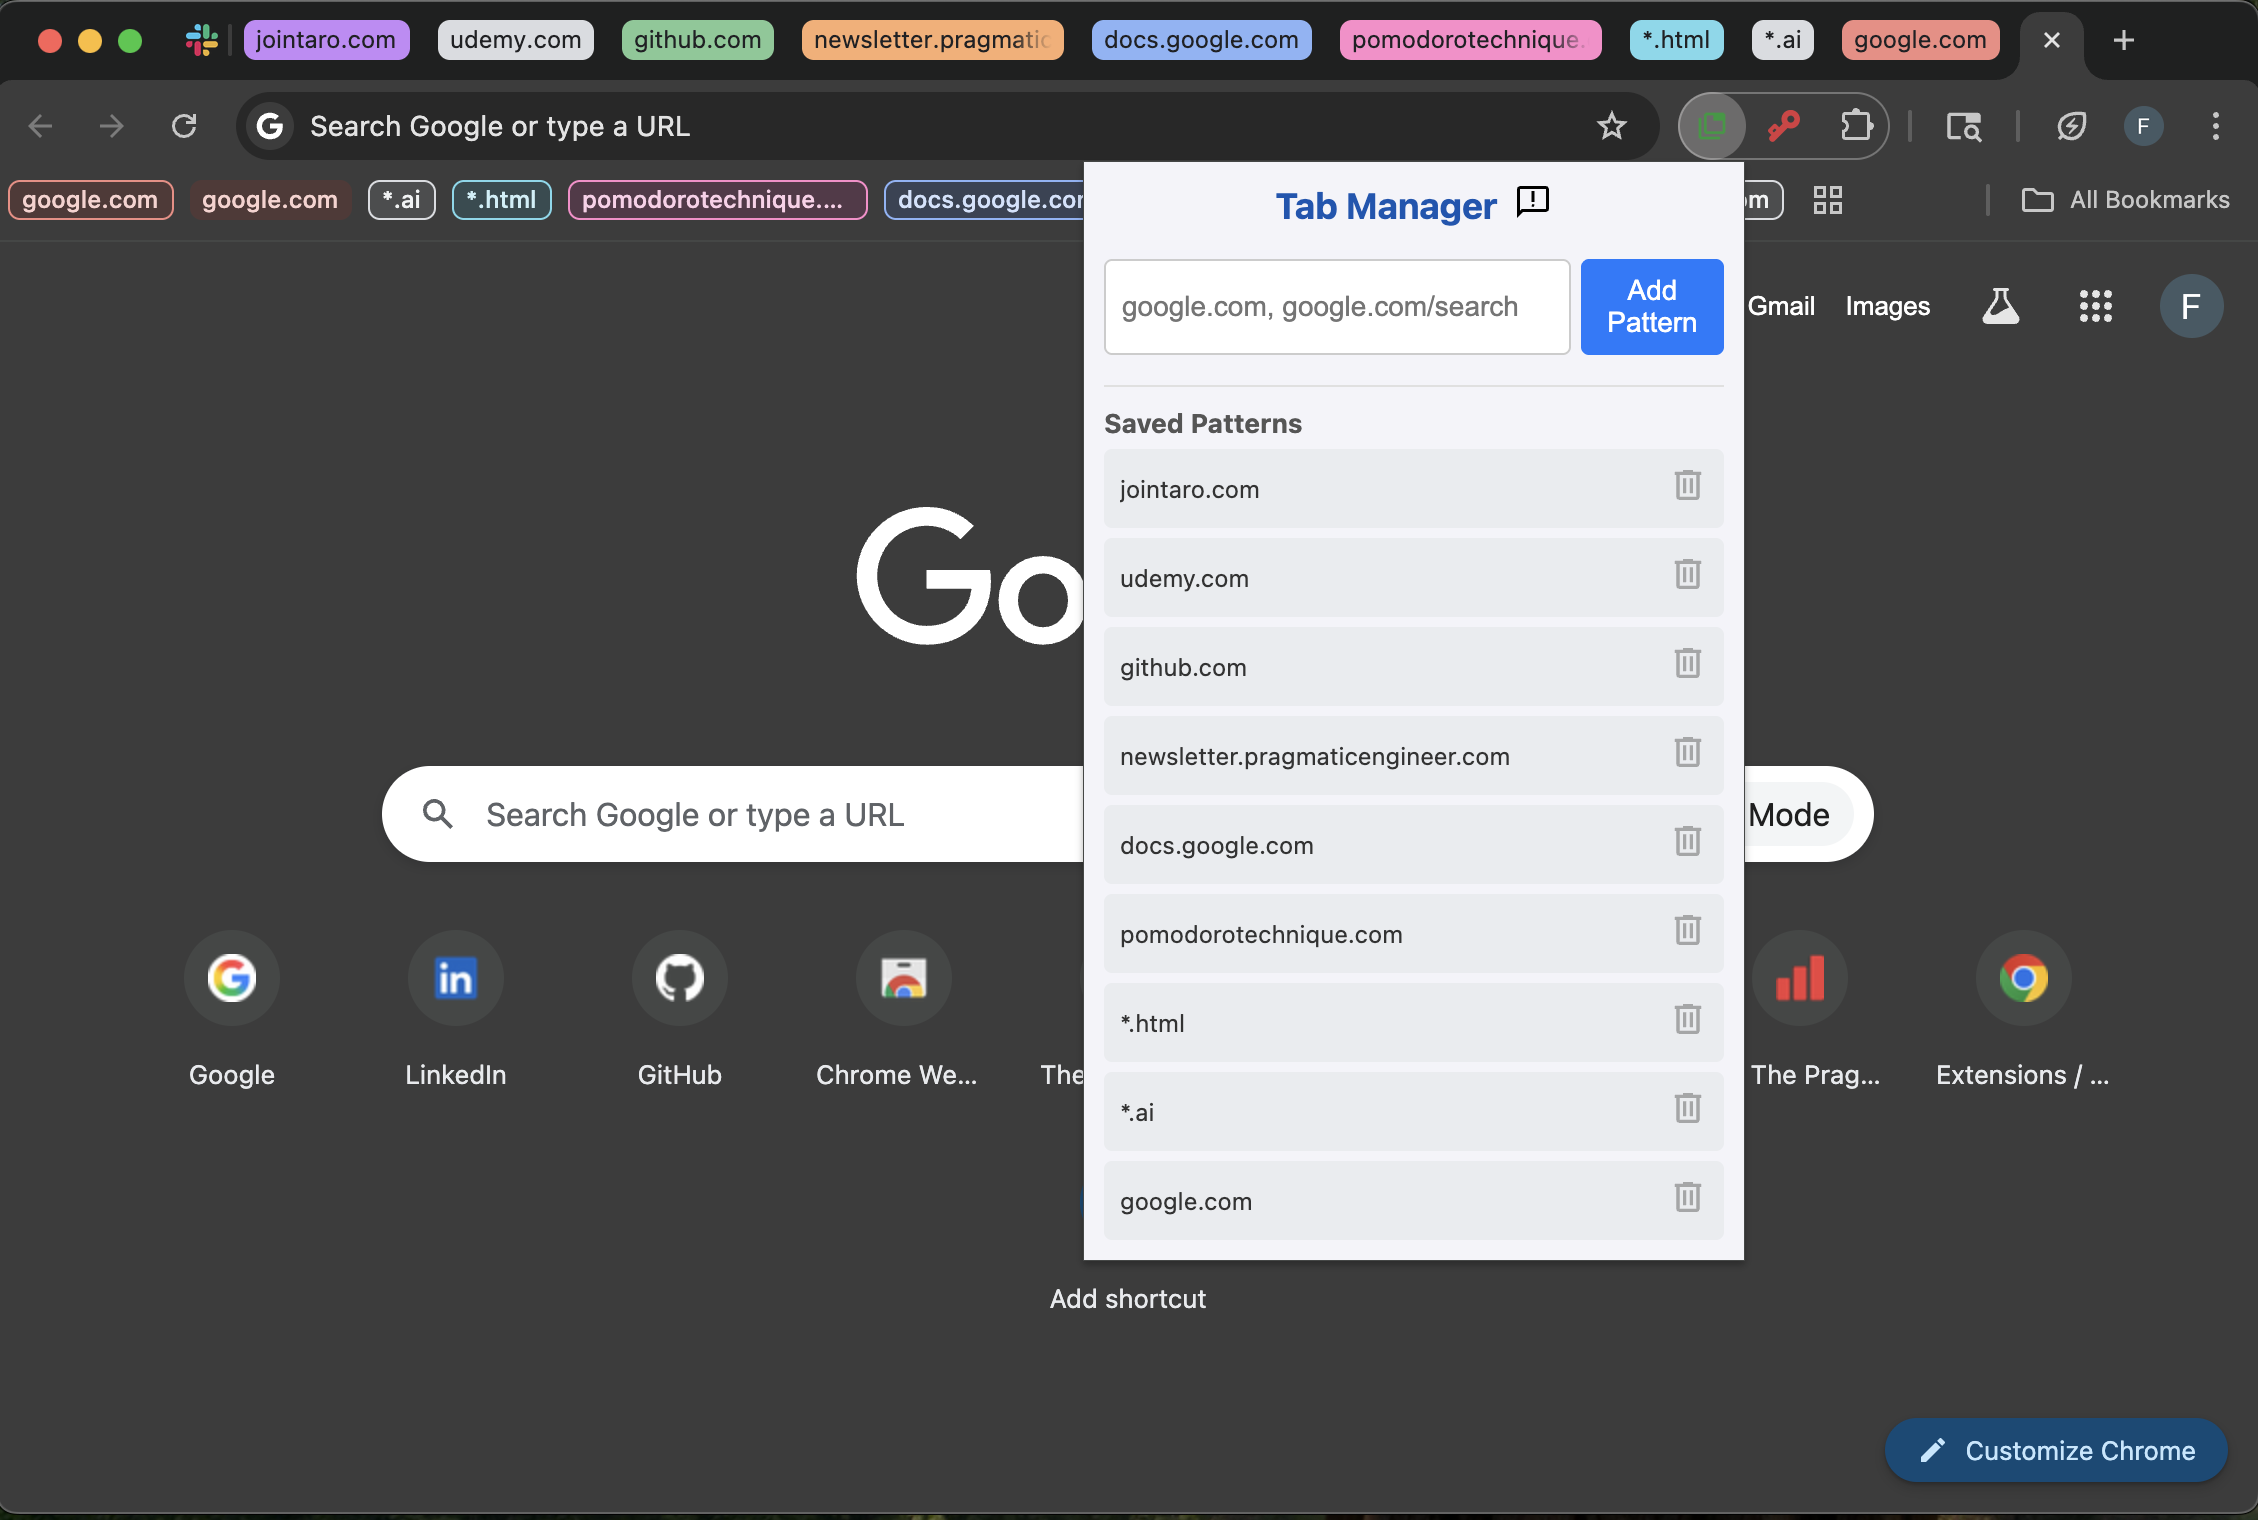 jointaro.com
udemy.com
github.com
newsletter.pragmatic
docs.google.com
pomodorotechnique.
*.html
*.ai
google.com
Search Google or type a URL
F
google.com
google.com
*.ai
*.html
pomodorotechnique....
docs.google.co
om
All Bookmarks
Tab Manager
google.com, google.com/search
Add
Pattern
Gmail
Images
F
Saved Patterns
jointaro.com
udemy.com
github.com
newsletter.pragmaticengineer.com
docs.google.com
pomodorotechnique.com
*.html
*.ai
google.com
Go
Search Google or type a URL
Mode
Google
LinkedIn
GitHub
Chrome We...
The
The Prag...
Extensions / ...
Add shortcut
Customize Chrome